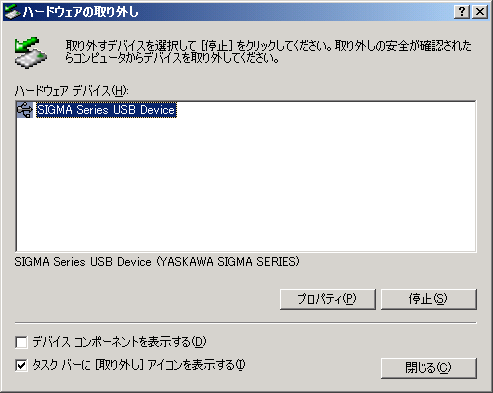 ハードウェアの取り外し
取り外すデバイスを選択して [停止] をクリックしてください。取り外しの安全が確認された
らコンピュータからデバイスを取り外してください。
ハードウェア デバイス(H):
SIGMA Series USB Device
SIGMA Series USB Device (YASKAWA SIGMA SERIES)
プロパティ(P) 停止(S)
デバイス コンポーネントを表示する(D)
タスク バーに [取り外し] アイコンを表示する(I)
閉じる(C)